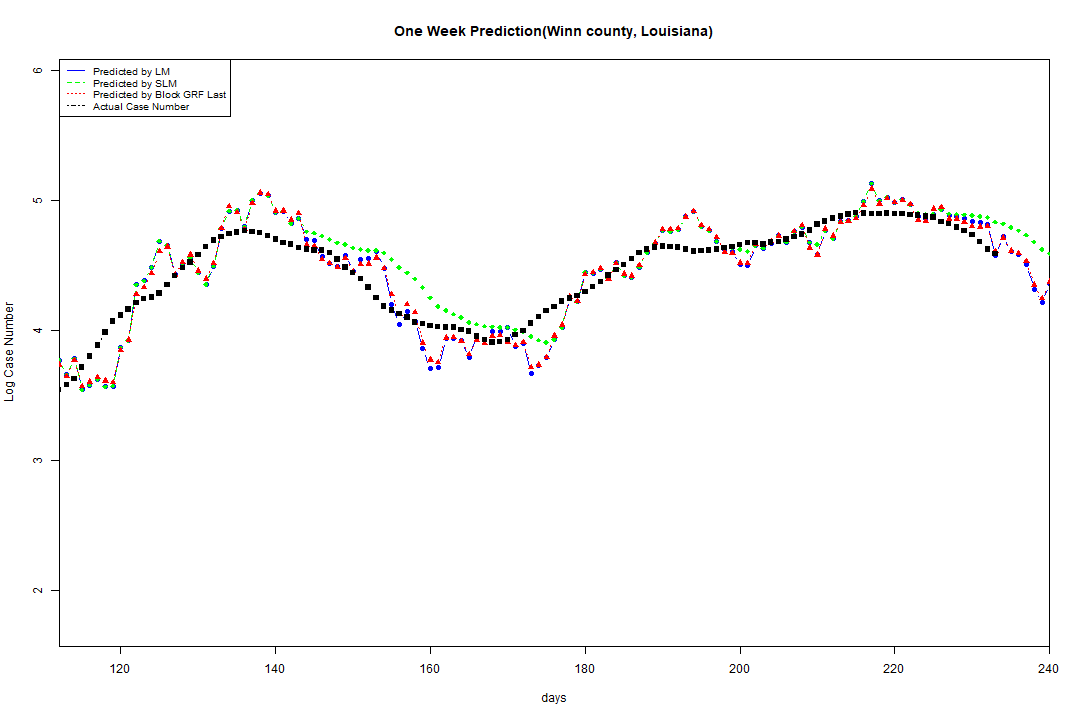 One Week Prediction(Winn county, Louisiana)
Predicted by LM
Predicted by SLM
Predicted by Block GRF Last
Actual Case Number
6
5
4
3
2
Log Case Number
120 140 160 180 200 220 240
days